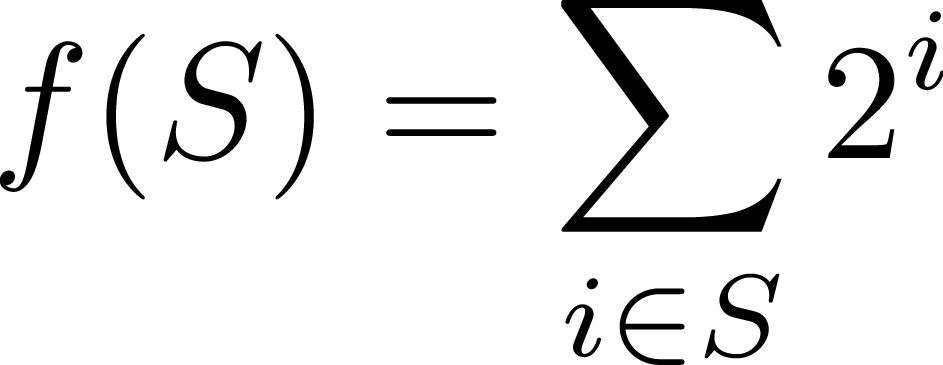 f(S) = ∑_{i∈S} 2^i